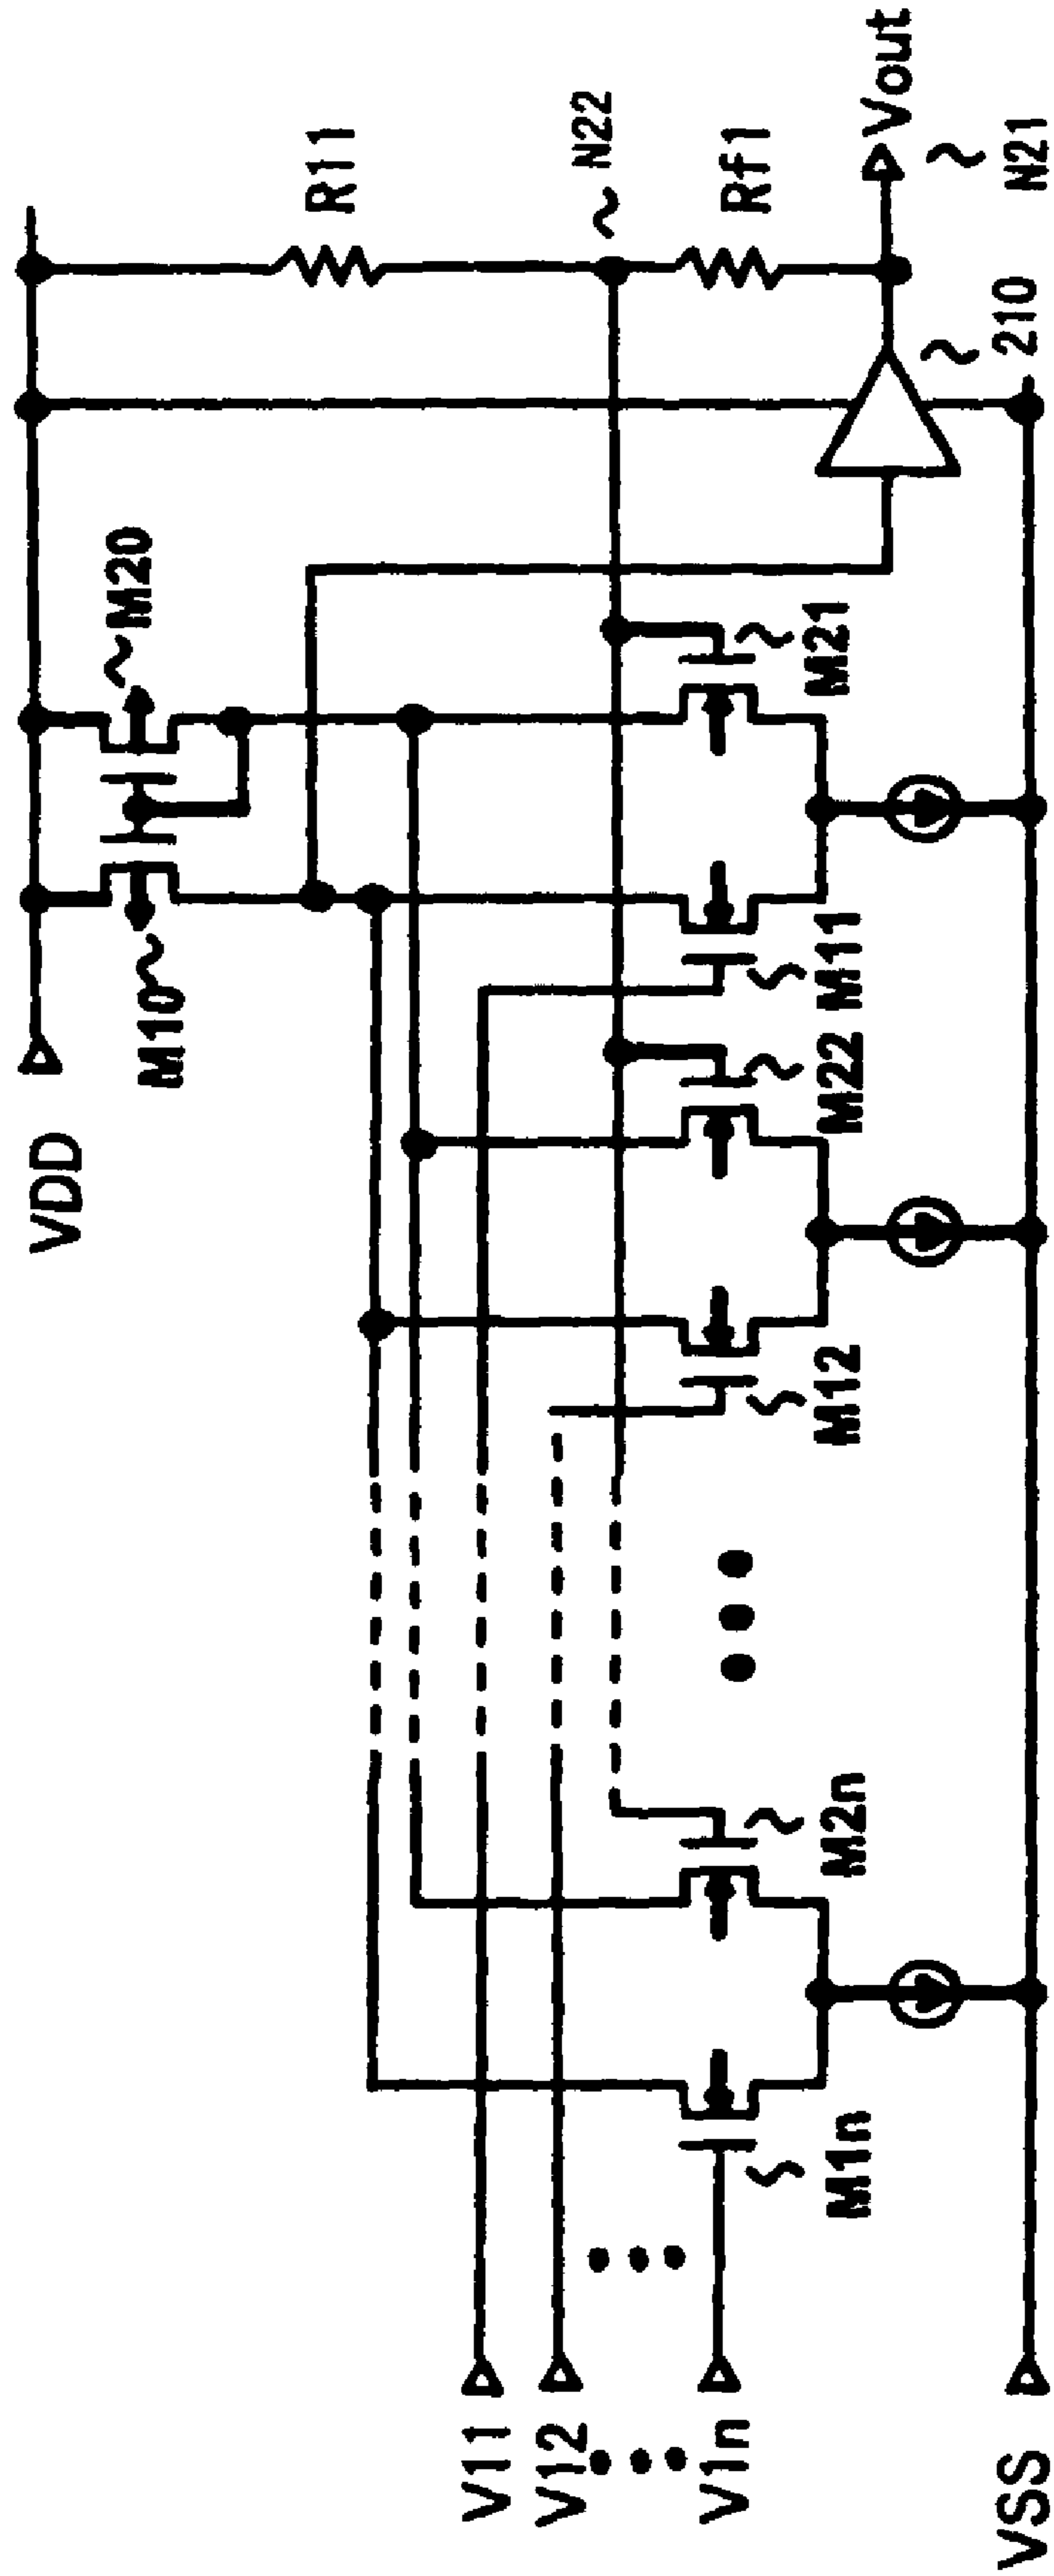 VDD
M10
M20
R11
N22
Rf1
Vout
N21
210
V11
V12
V1n
M1n
M2n
M12
M22
M11
M21
VSS